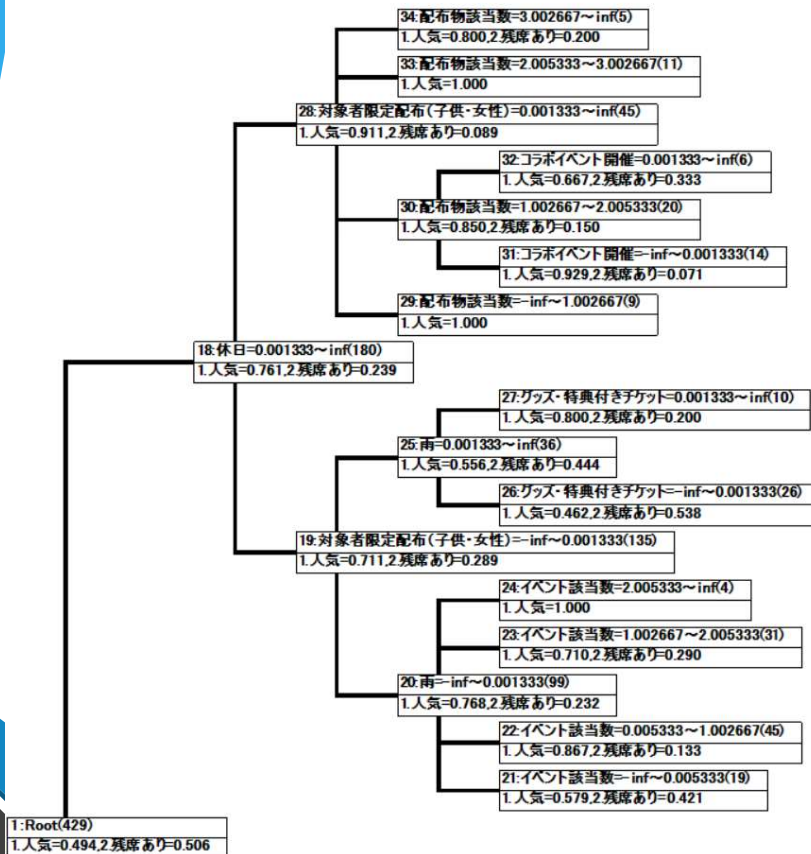 34:配布物該当数=3.002667～inf(5)
1.人気=0.800,2.残席あり=0.200
33:配布物該当数=2.005333～3.002667(11)
1.人気=1.000
28:対象者限定配布(子供・女性)=0.001333～inf(45)
1.人気=0.911,2.残席あり=0.089
32:コラボイベント開催=0.001333～inf(6)
1.人気=0.667,2.残席あり=0.333
30:配布物該当数=1.002667～2.005333(20)
1.人気=0.850,2.残席あり=0.150
31:コラボイベント開催=-inf～0.001333(14)
1.人気=0.929,2.残席あり=0.071
29:配布物該当数=-inf～1.002667(9)
1.人気=1.000
18:休日=0.001333～inf(180)
1.人気=0.761,2.残席あり=0.239
27:グッズ・特典付きチケット=0.001333～inf(10)
1.人気=0.800,2.残席あり=0.200
25:雨=0.001333～inf(36)
1.人気=0.556,2.残席あり=0.444
26:グッズ・特典付きチケット=-inf～0.001333(26)
1.人気=0.462,2.残席あり=0.538
19:対象者限定配布(子供・女性)=-inf～0.001333(135)
1.人気=0.711,2.残席あり=0.289
24:イベント該当数=2.005333～inf(4)
1.人気=1.000
23:イベント該当数=1.002667～2.005333(31)
1.人気=0.710,2.残席あり=0.290
20:雨=-inf～0.001333(99)
1.人気=0.768,2.残席あり=0.232
22:イベント該当数=0.005333～1.002667(45)
1.人気=0.867,2.残席あり=0.133
21:イベント該当数=-inf～0.005333(19)
1.人気=0.579,2.残席あり=0.421
1:Root(429)
1.人気=0.494,2.残席あり=0.506